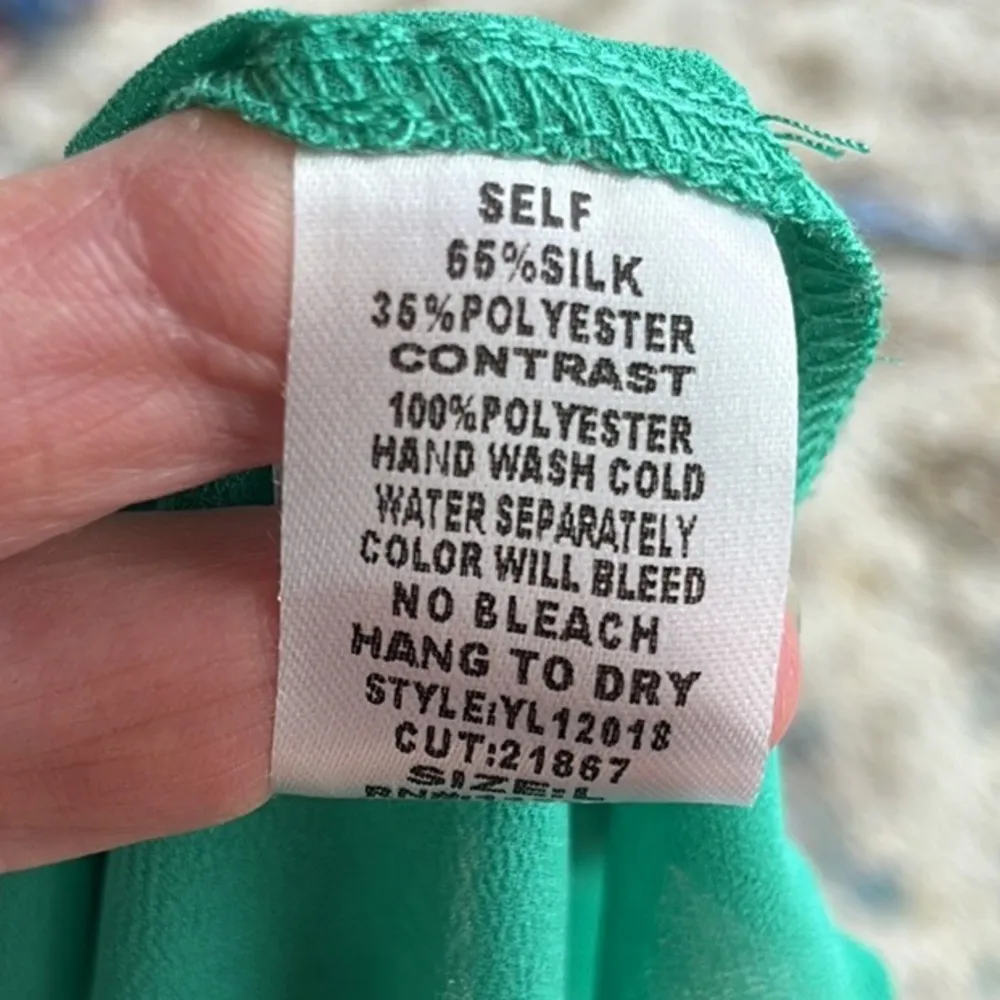 SELF
65%SILK
35%POLYESTER
CONTRAST
100%POLYESTER
HAND WASH COLD
WATER SEPARATELY
COLOR WILL BLEED
NO BLEACH
HANG TO DRY
STYLE:YL12018
CUT:21867
SIZE:L